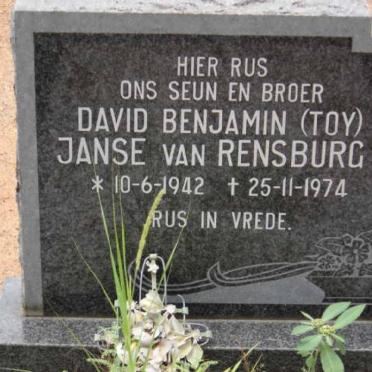 HIER RUS
ONS SEUN EN BROER
DAVID BENJAMIN (TOY)
JANSE VAN RENSBURG
* 10-6-1942 † 25-11-1974
RUS IN VREDE.